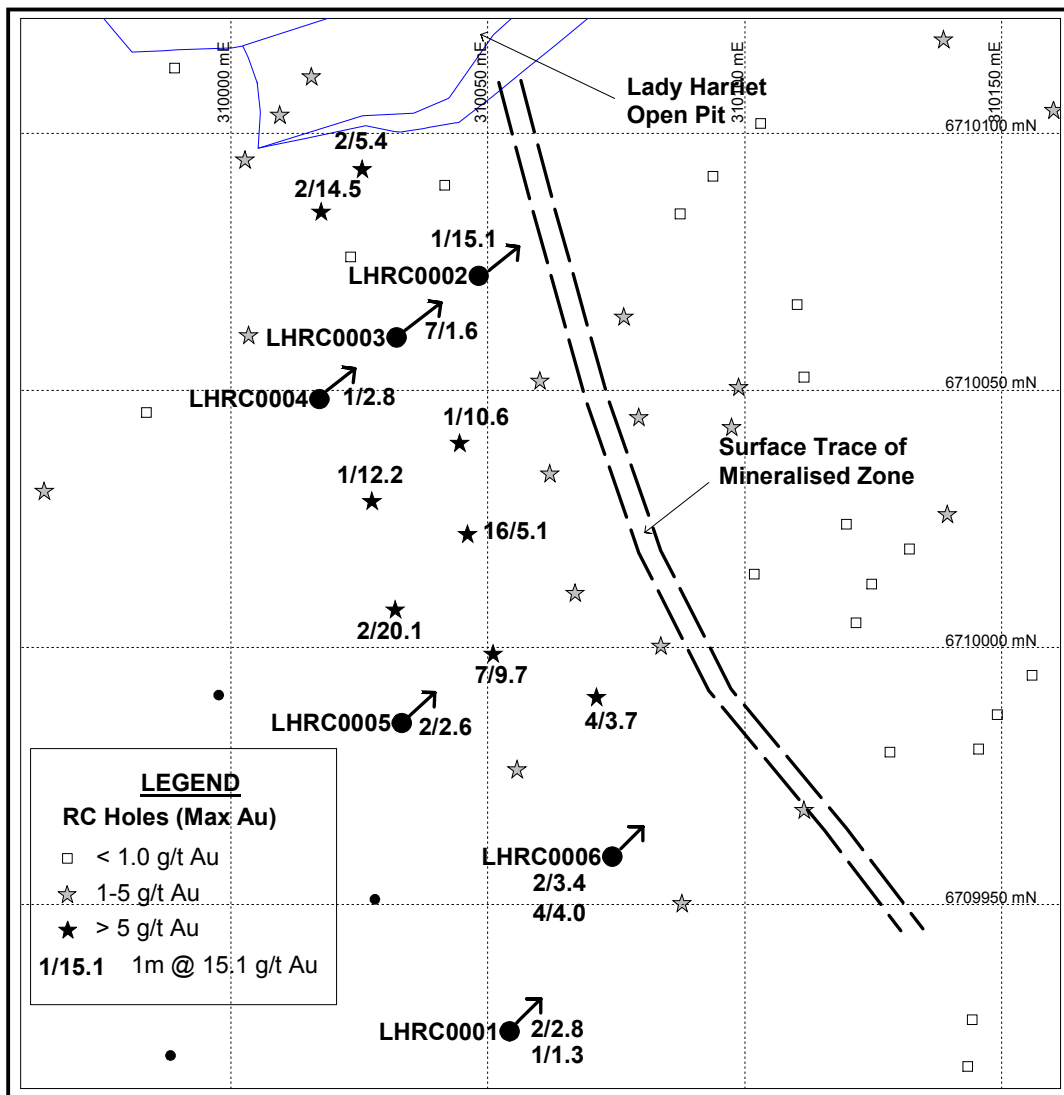 310000 mE
310050 mE
310100 mE
310150 mE
Lady Harriet
Open Pit
6710100 mN
2/5.4
2/14.5
1/15.1
LHRC0002
LHRC0003
7/1.6
LHRC0004
1/2.8
6710050 mN
1/10.6
Surface Trace of
Mineralised Zone
1/12.2
16/5.1
2/20.1
6710000 mN
7/9.7
4/3.7
LHRC0005
2/2.6
LEGEND
RC Holes (Max Au)
< 1.0 g/t Au
1-5 g/t Au
> 5 g/t Au
1/15.1 1m @ 15.1 g/t Au
LHRC0006
2/3.4
4/4.0
6709950 mN
LHRC0001
2/2.8
1/1.3